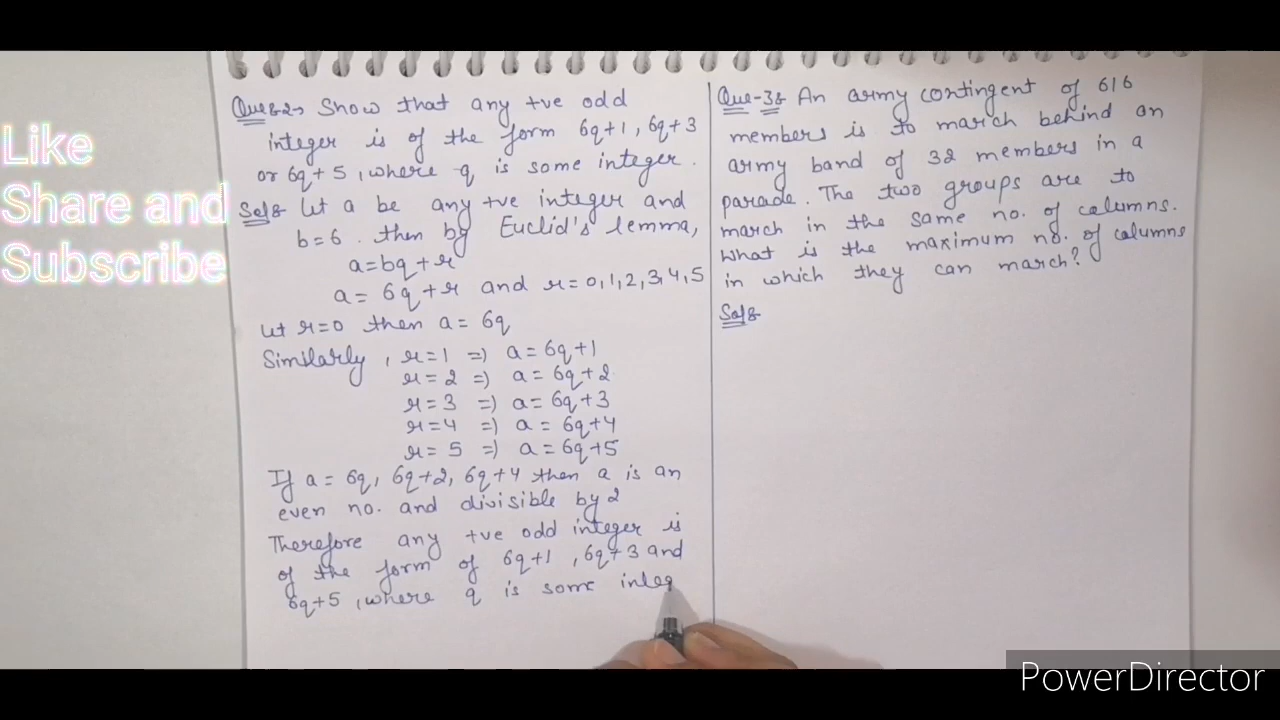 Like
Share and
Subscribe
Que:2→ Show that any +ve odd
integer is of the form 6q+1, 6q+3
or 6q+5, where q is some integer.
Sol: Let a be any +ve integer and
b=6. then by Euclid's lemma,
a=bq+r
a= 6q+r and r=0,1,2,3,4,5
Let r=0 then a= 6q
Similarly, r=1 =) a=6q+1
r=2 =) a=6q+2
r=3 =) a=6q+3
r=4 =) a=6q+4
r=5 =) a=6q+5
If a= 6q, 6q+2, 6q+4 then a is an
even no. and divisible by 2
Therefore any +ve odd integer is
of the form of 6q+1, 6q+3 and
6q+5, where q is some integ
Que-3: An army contingent of 616
members is to march behind an
army band of 32 members in a
parade. The two groups are to
march in the same no. of columns.
What is the maximum no. of columns
in which they can march?
Sol:
PowerDirector